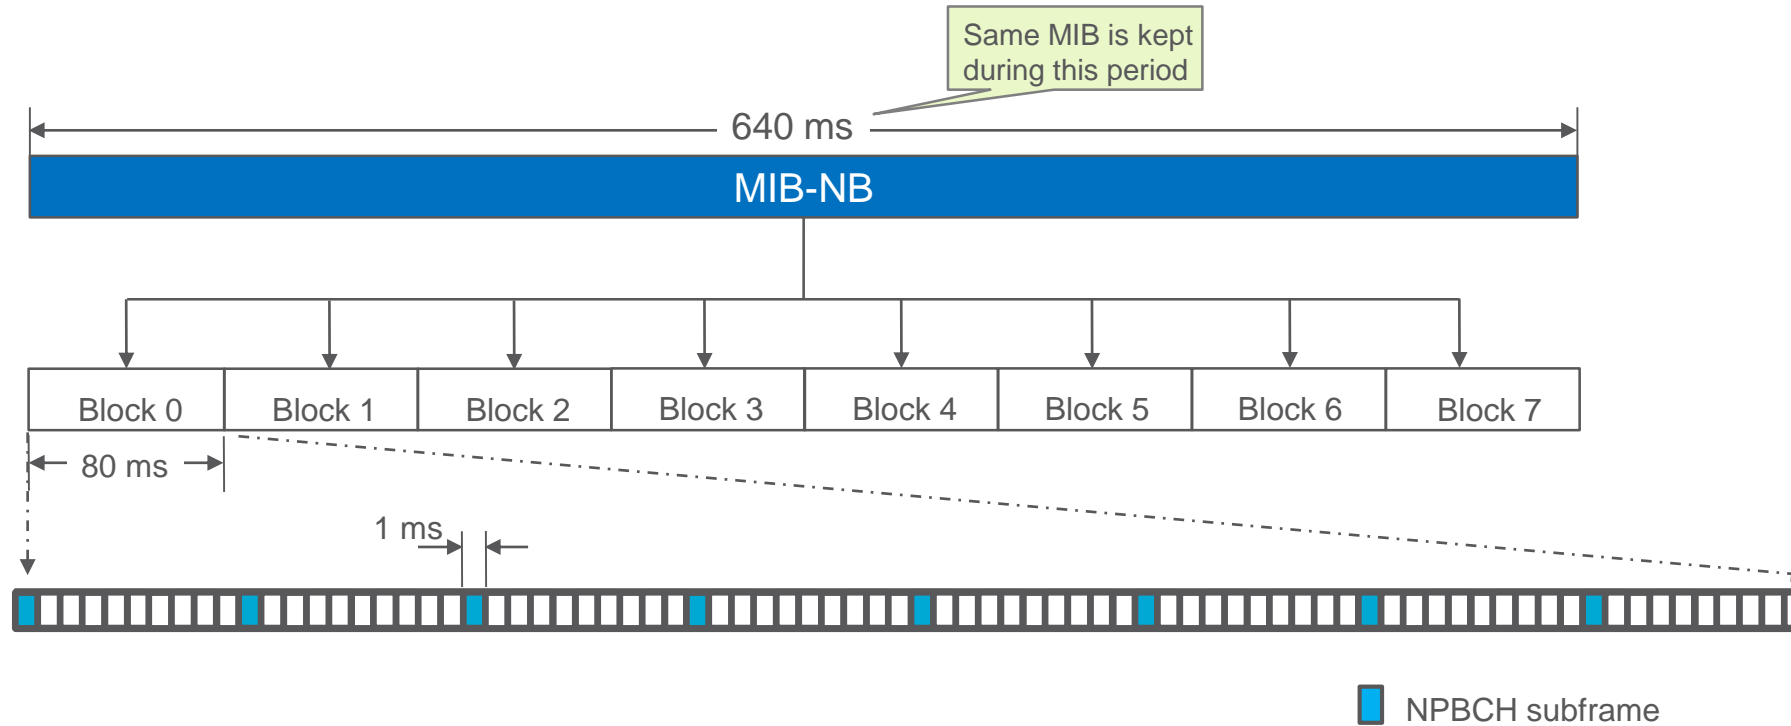 Same MIB is kept
during this period
640 ms
MIB-NB
Block 0 Block 1 Block 2 Block 3 Block 4 Block 5 Block 6 Block 7
80 ms
1 ms
NPBCH subframe